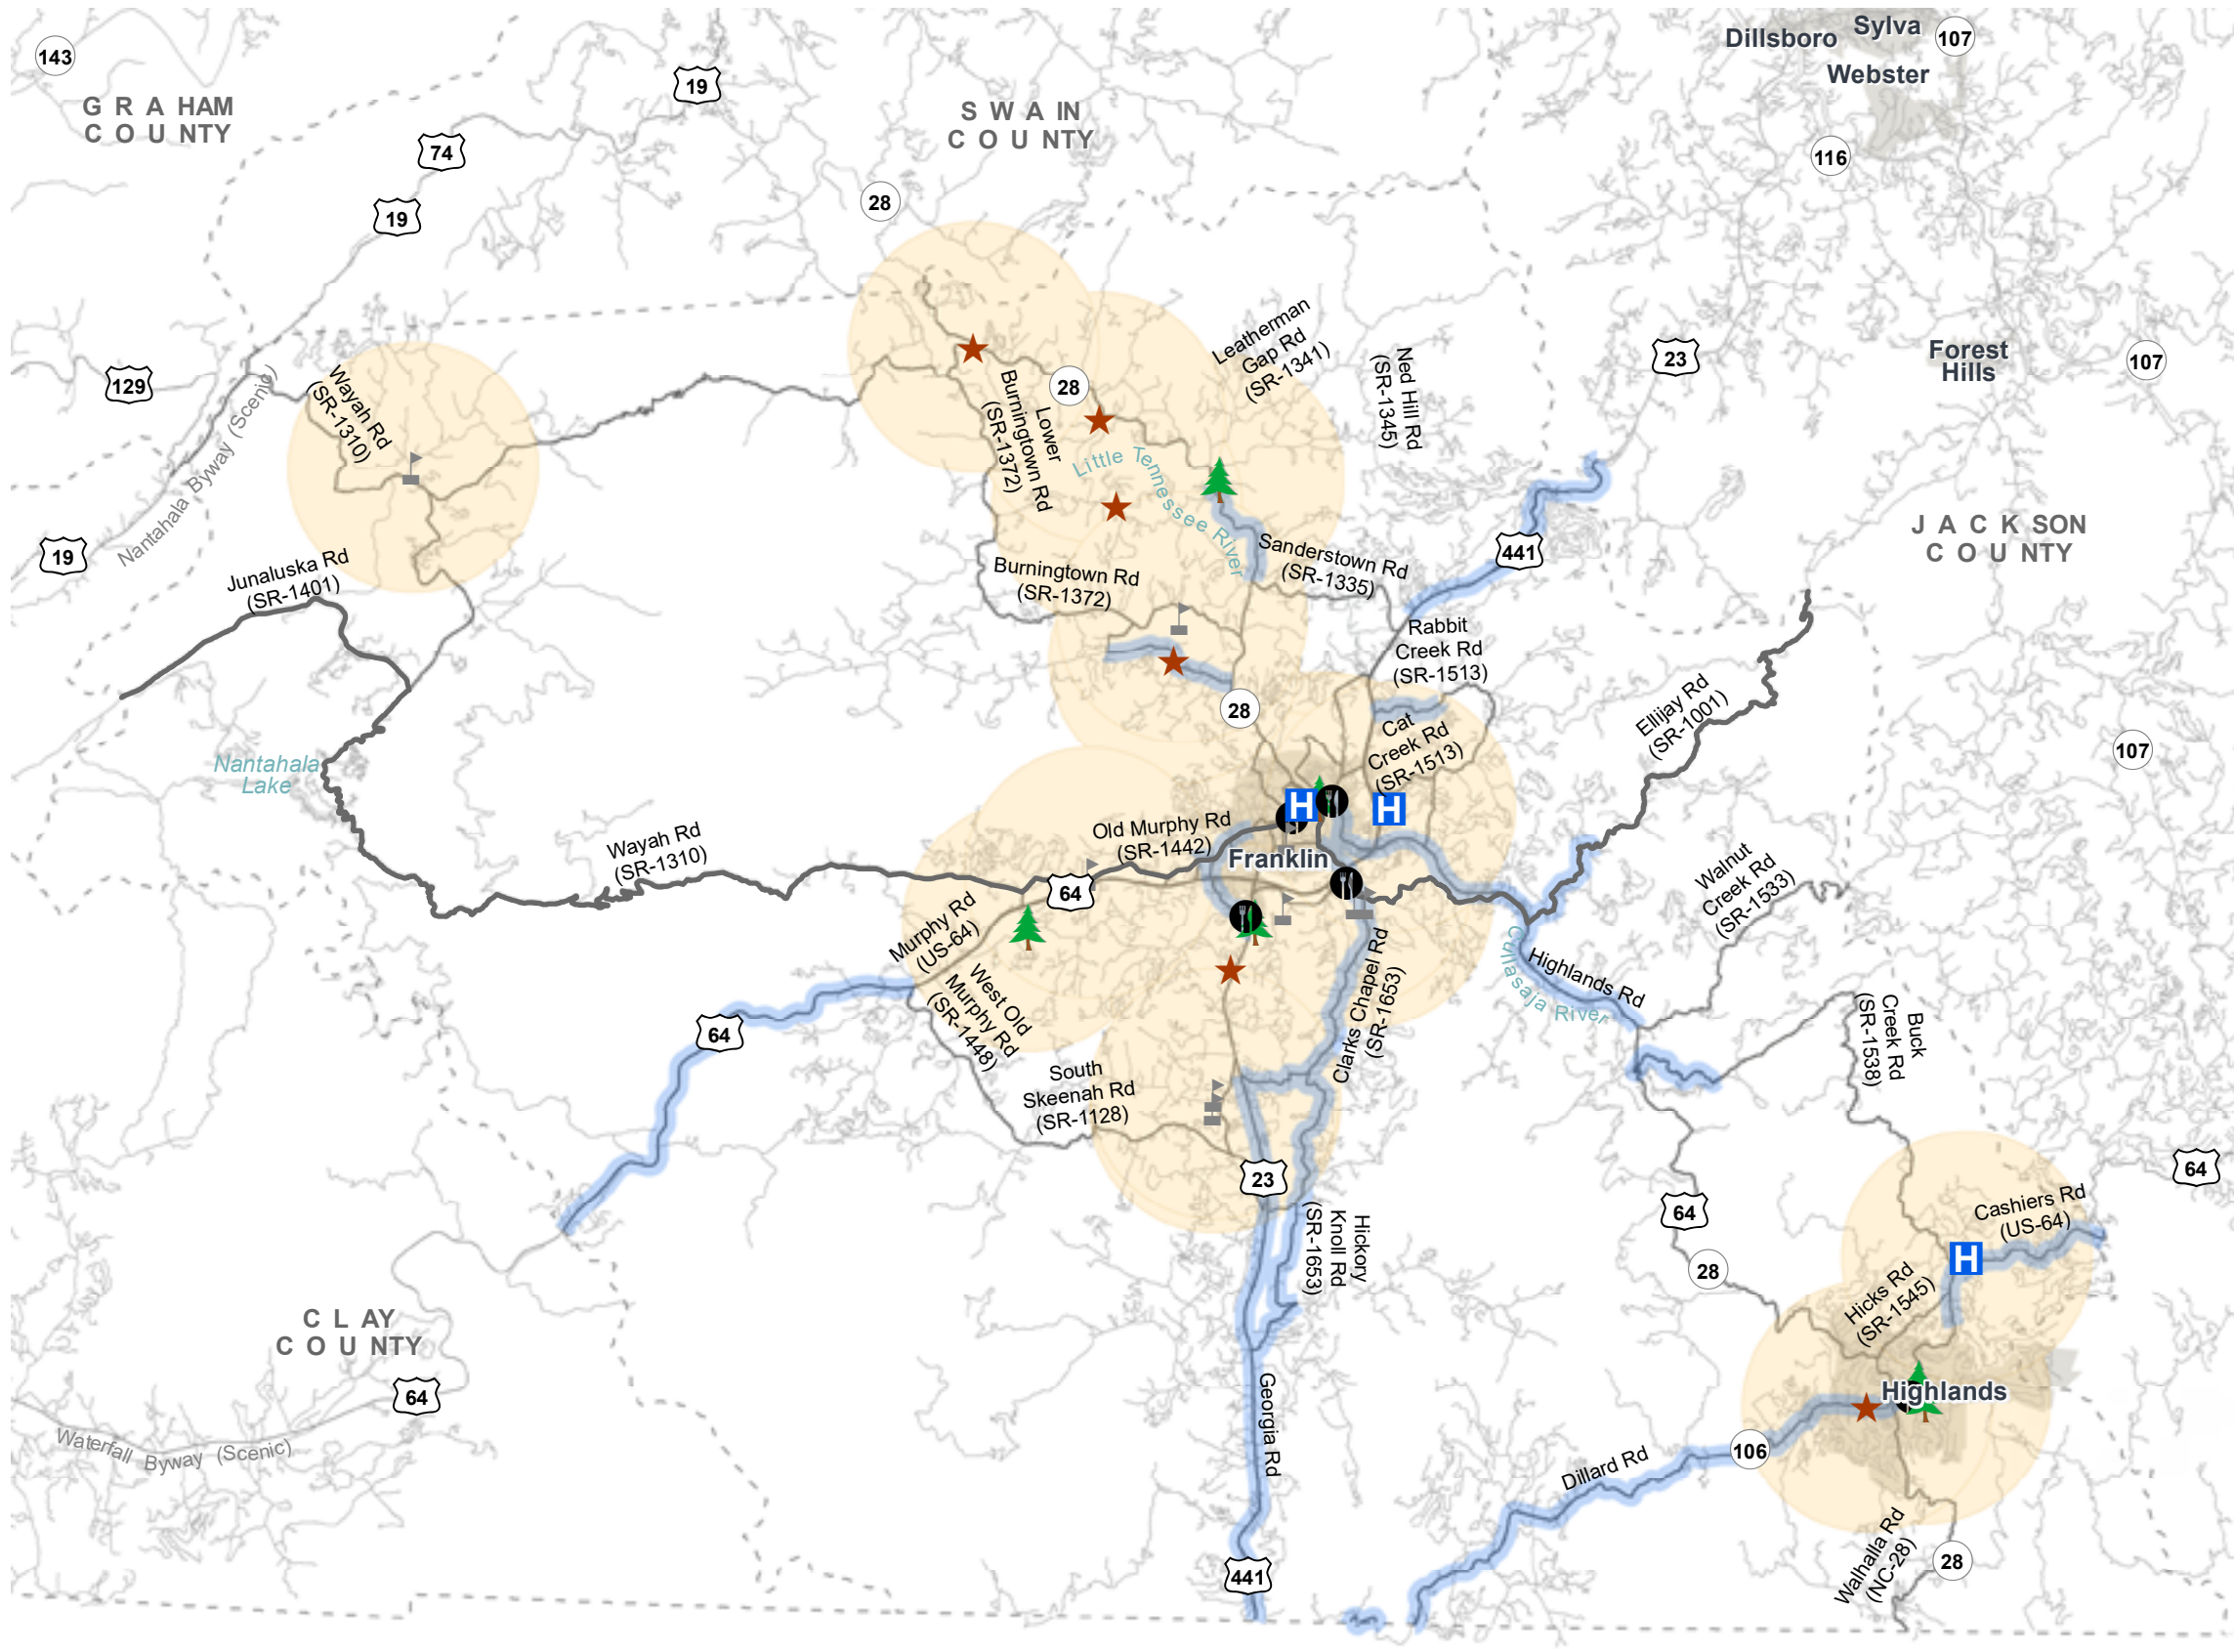 Sylva
Dillsboro
107
143
Webster
19
G R A HAM
COUNTY
S W A IN
COUNTY
74
116
28
19
Leatherman
Gap Rd
(SR-1341)
Ned Hill Rd
(SR-1345)
23
Forest
Hills
107
129
Wayah Rd
(SR-1310)
28
Lower
Burningtown Rd
(SR-1372)
Little Tennessee River
Nantahala Byway (Scenic)
19
441
J A C K SON
COUNTY
Junaluska Rd
(SR-1401)
Burningtown Rd
(SR-1372)
Sanderstown Rd
(SR-1335)
Rabbit
Creek Rd
(SR-1513)
28
Ellijay Rd
(SR-1001)
107
Cat
Creek Rd
(SR-1513)
Nantahala
Lake
H
H
Old Murphy Rd
(SR-1442)
Wayah Rd
(SR-1310)
Franklin
64
Walnut
Creek Rd
(SR-1533)
Murphy Rd
(US-64)
West Old
Murphy Rd
(SR-1448)
Clarks Chapel Rd
(SR-1653)
Highlands Rd
Cullasaja River
64
Buck
Creek Rd
(SR-1538)
South
Skeenah Rd
(SR-1128)
23
64
64
Cashiers Rd
(US-64)
Hickory
Knoll Rd
(SR-1653)
28
H
Hicks Rd
(SR-1545)
C L AY
COUNTY
64
Highlands
Georgia Rd
Waterfall Byway (Scenic)
106
Dillard Rd
Walhalla Rd
(NC-28)
28
441